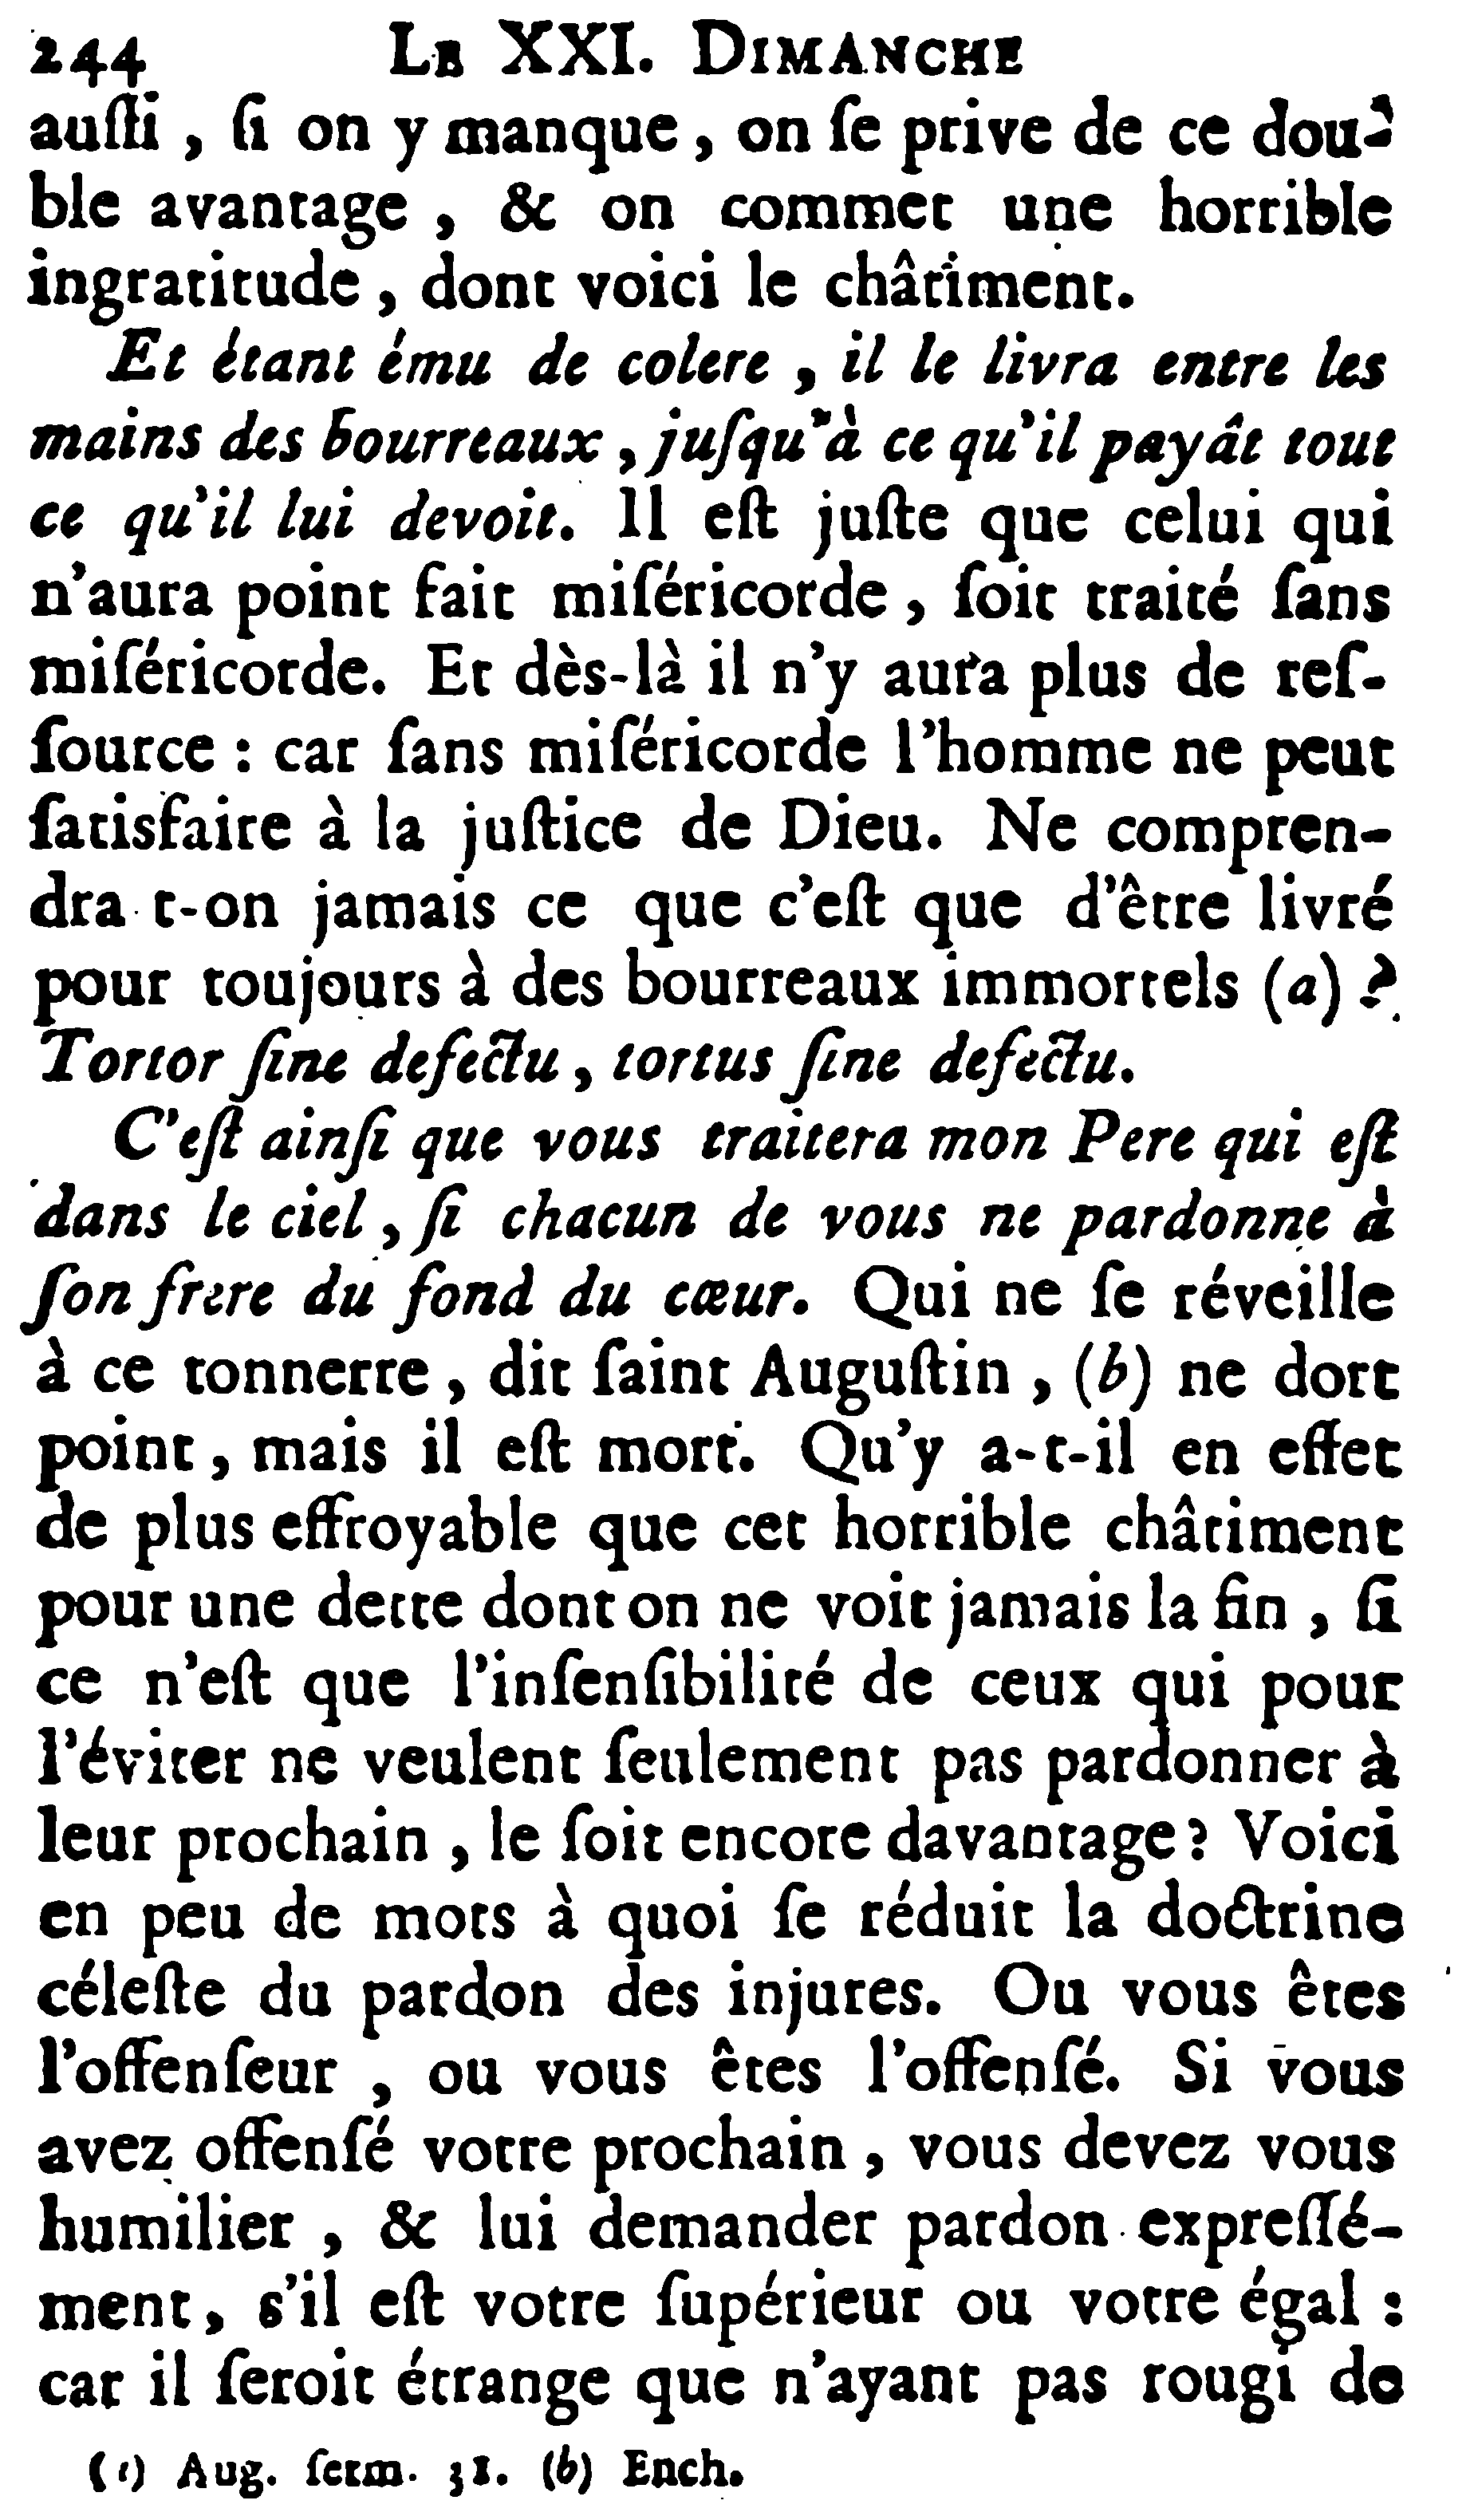 244 LE XXI. DIMANCHE
auſſi, ſi on y manque, on ſe prive de ce dou-
ble avantage, & on commet une horrible
ingratitude, dont voici le châtiment.
Et étant ému de colere, il le livra entre les
mains des bourreaux, juſqu'à ce qu'il payât tout
ce qu'il lui devoit. Il eſt juſte que celui qui
n'aura point fait miſéricorde, ſoit traité ſans
miſéricorde. Et dès-là il n'y aura plus de reſ-
ſource : car ſans miſéricorde l'homme ne peut
ſatisfaire à la juſtice de Dieu. Ne compren-
dra t-on jamais ce que c'eſt que d'être livré
pour toujours à des bourreaux immortels (a) ?
Tortor ſine defectu, tortus ſine defectu.
C'eſt ainſi que vous traitera mon Pere qui eſt
dans le ciel, ſi chacun de vous ne pardonne à
ſon frere du fond du cœur. Qui ne ſe réveille
à ce tonnerre, dit ſaint Auguſtin, (b) ne dort
point, mais il eſt mort. Qu'y a-t-il en effet
de plus effroyable que cet horrible châtiment
pour une dette dont on ne voit jamais la fin, ſi
ce n'eſt que l'inſenſibilité de ceux qui pour
l'éviter ne veulent ſeulement pas pardonner à
leur prochain, le ſoit encore davantage? Voici
en peu de mots à quoi ſe réduit la doctrine
céleſte du pardon des injures. Ou vous êtes
l'offenſeur, ou vous êtes l'offenſé. Si vous
avez offenſé votre prochain, vous devez vous
humilier, & lui demander pardon expreſſé-
ment, s'il eſt votre ſupérieur ou votre égal :
car il ſeroit étrange que n'ayant pas rougi de
(a) Aug. ſerm. 31. (b) Ench.